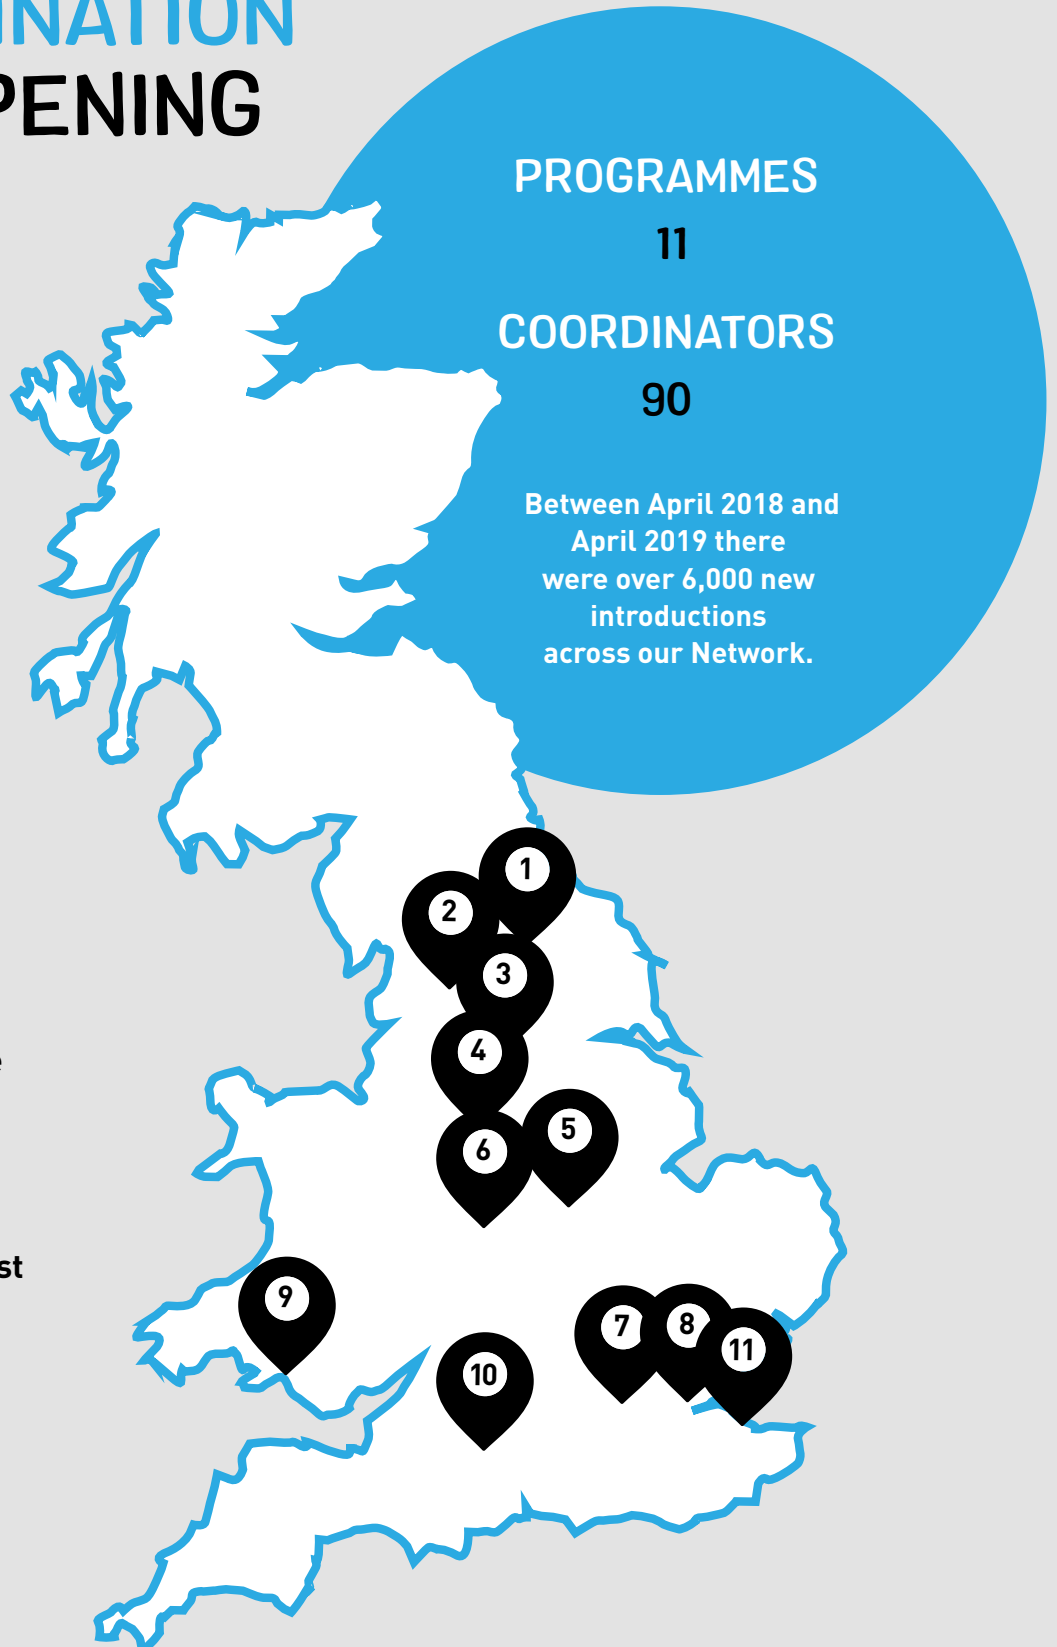 INATION
PENING
PROGRAMMES
11
COORDINATORS
90
Between April 2018 and
April 2019 there
were over 6,000 new
introductions
across our Network.
1
2
3
4
5
6
7
8
11
9
10
e
st